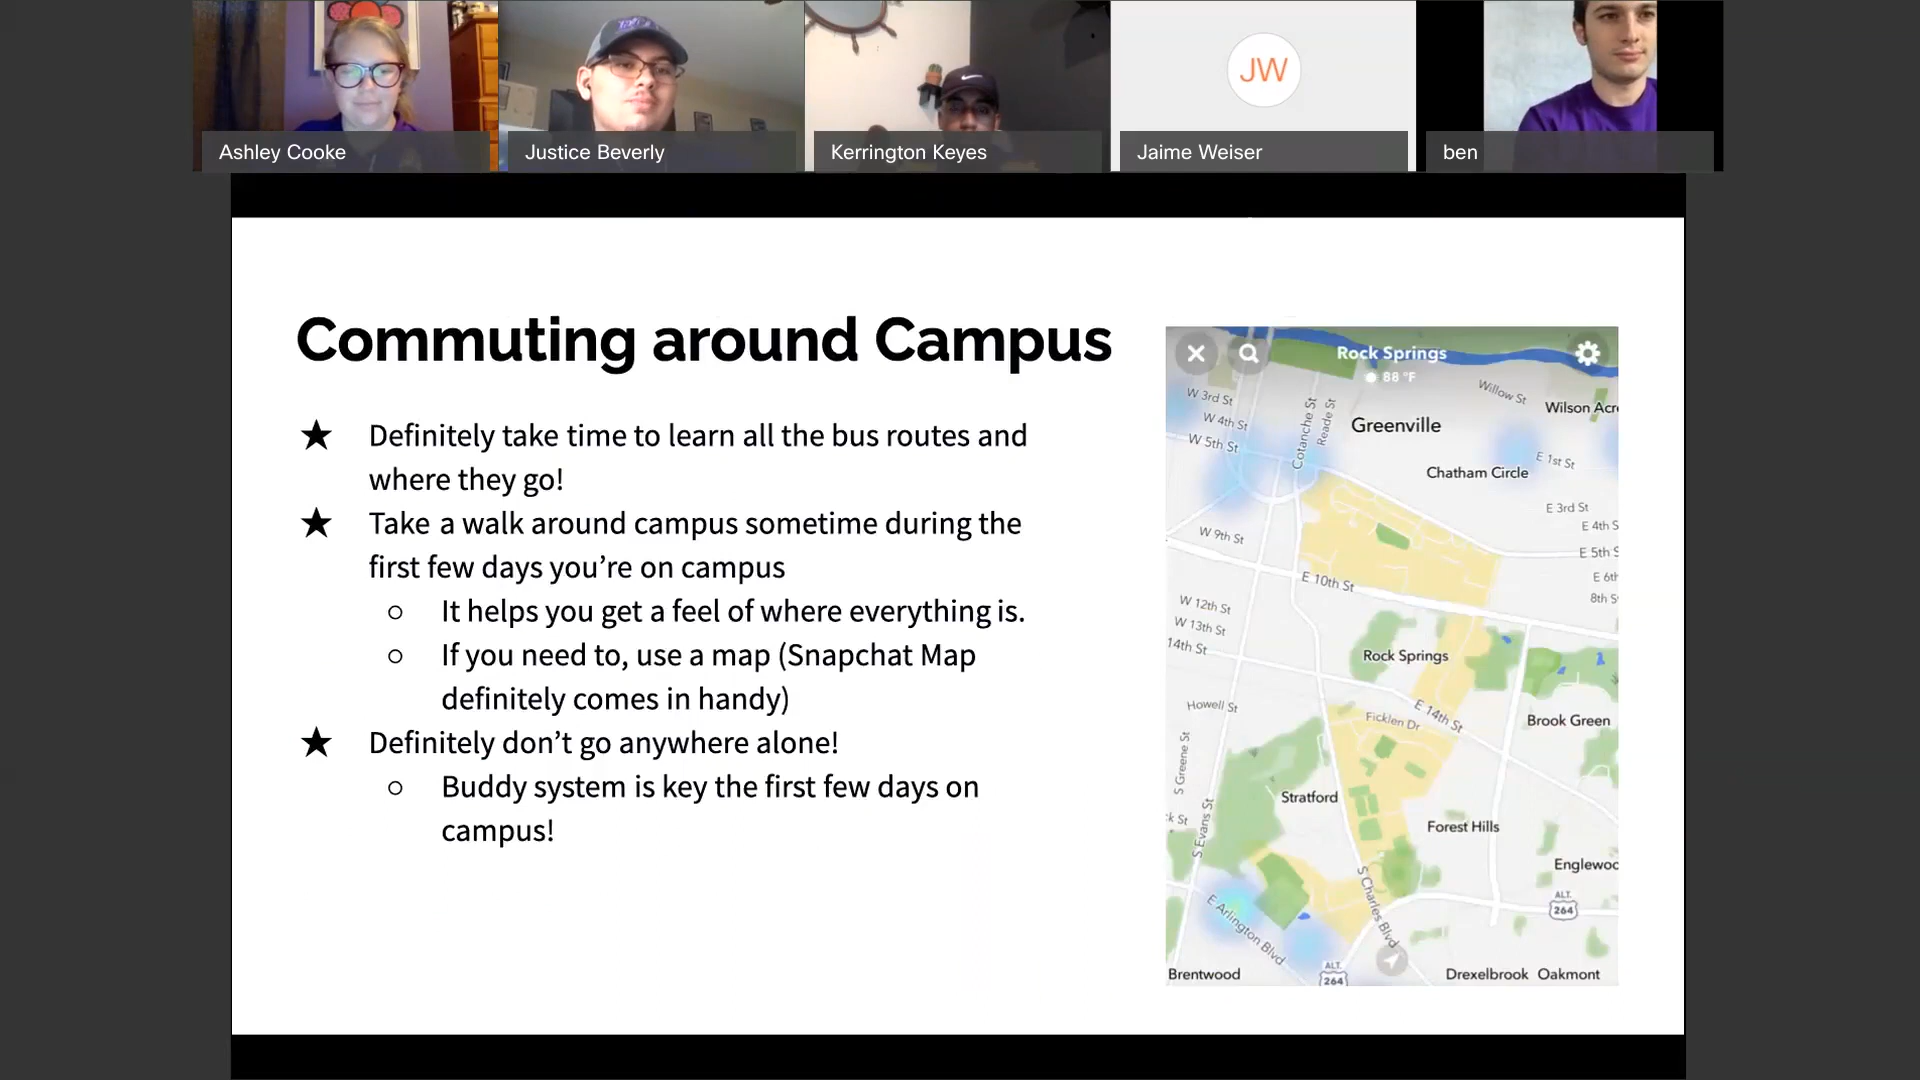 JW
Ashley Cooke
Justice Beverly
Kerrington Keyes
Jaime Weiser
ben
Commuting around Campus
★ Definitely take time to learn all the bus routes and
where they go!
★ Take a walk around campus sometime during the
first few days you’re on campus
○ It helps you get a feel of where everything is.
○ If you need to, use a map (Snapchat Map
definitely comes in handy)
★ Definitely don’t go anywhere alone!
○ Buddy system is key the first few days on
campus!
Rock Springs
88 °F
W 3rd St
W 4th St
W 5th St
Cotanche St
Reade St
Willow St
Wilson Acr
Greenville
Chatham Circle
E 1st St
E 3rd St
E 4th S
E 5th S
W 9th St
E 10th St
E 6th
8th S
W 12th St
W 13th St
14th St
Rock Springs
Howell St
Ficklen Dr
E 14th St
Brook Green
S Greene St
Stratford
k St
S Evans St
Forest Hills
Englewoo
S Charles Blvd
E Arlington Blvd
ALT.
264
ALT.
264
Brentwood
Drexelbrook
Oakmont